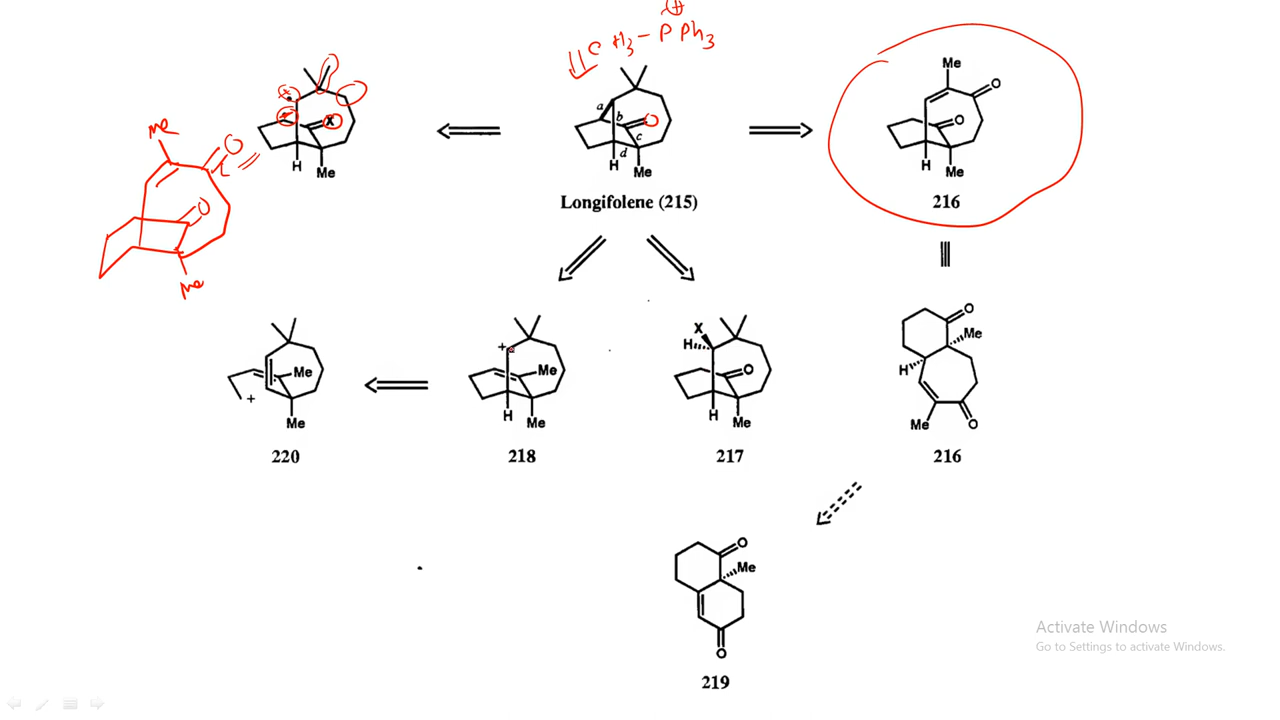 CH3-PPh3
+
Me
O
O
Me
+
+
X
O
H
Me
a
b
c
d
O
H
Me
Longifolene (215)
Me
O
O
H
Me
216
Me
+
Me
220
+
Me
H
Me
218
X
H
O
H
Me
217
O
Me
H
Me
O
216
O
Me
O
219
Activate Windows
Go to Settings to activate Windows.